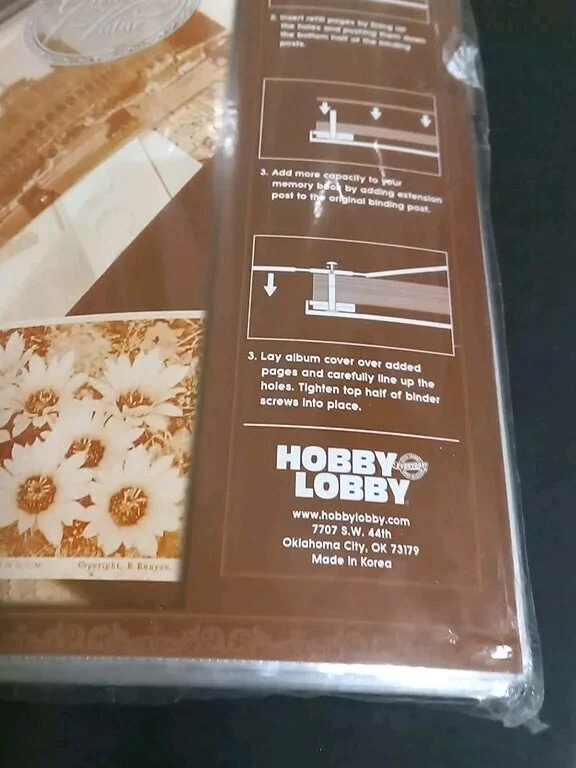 2. Insert refill pages by lining up
the holes and pushing them down
the bottom half of the binding
posts.
3. Add more capacity to your
memory book by adding extension
post to the original binding post.
3. Lay album cover over added
pages and carefully line up the
holes. Tighten top half of binder
screws into place.
HOBBY
LOBBY
www.hobbylobby.com
7707 S.W. 44th
Oklahoma City, OK 73179
Made in Korea
Copyright. R Kenyon.